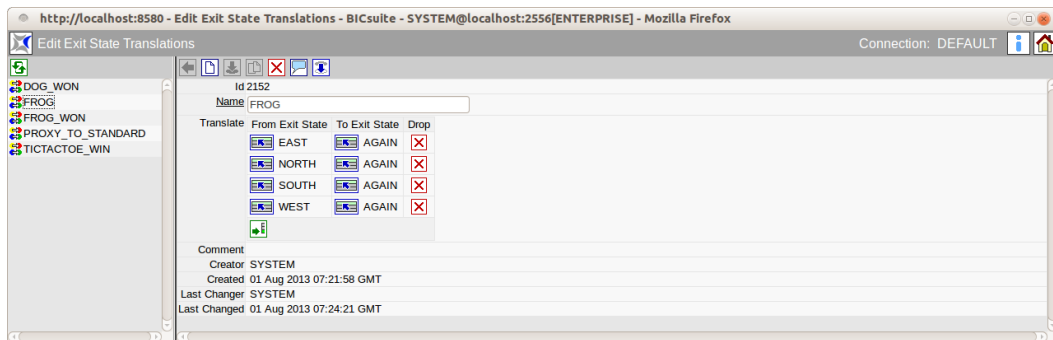 http://localhost:8580 - Edit Exit State Translations - BICsuite - SYSTEM@localhost:2556[ENTERPRISE] - Mozilla Firefox
Edit Exit State Translations
Connection: DEFAULT
DOG_WON
FROG
FROG_WON
PROXY_TO_STANDARD
TICTACTOE_WIN
Id 2152
Name FROG
Translate From Exit State To Exit State Drop
EAST AGAIN
NORTH AGAIN
SOUTH AGAIN
WEST AGAIN
Comment
Creator SYSTEM
Created 01 Aug 2013 07:21:58 GMT
Last Changer SYSTEM
Last Changed 01 Aug 2013 07:24:21 GMT